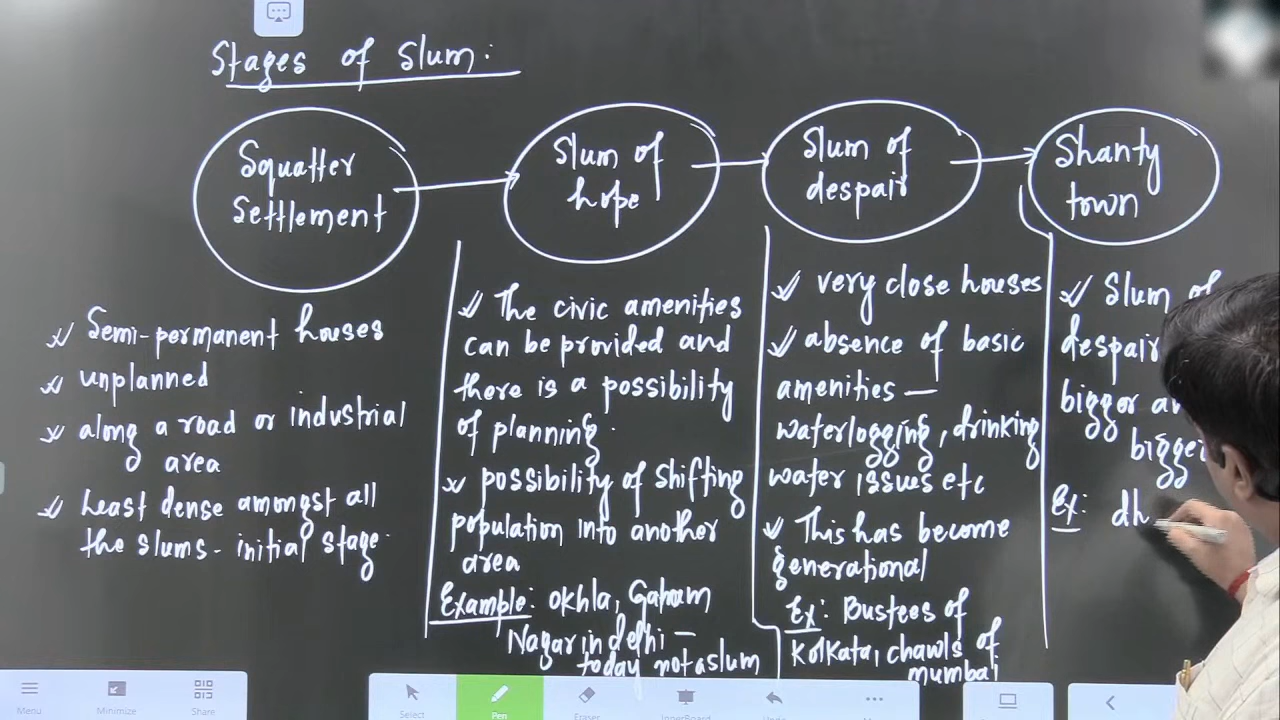 Stages of Slum:
Squatter
Settlement
Slum of
hope
Slum of
despair
Shanty
town
Semi-permanent houses
unplanned
along a road or industrial
area
Least dense amongst all
the slums - initial stage.
The civic amenities
can be provided and
there is a possibility
of planning.
possibility of shifting
population into another
area
Example: Okhla,
Nagar in delhi –
today not a slum
very close houses
absence of basic
amenities –
waterlogging, drinking
water issues etc
This has become
generational
Ex: Bustees of
Kolkata, chawls of
mumbai
Slum of
despair
bigger
Ex: dh
Menu
Minimize
Share
Select
Pen
Eraser
InnerBoard
Undo